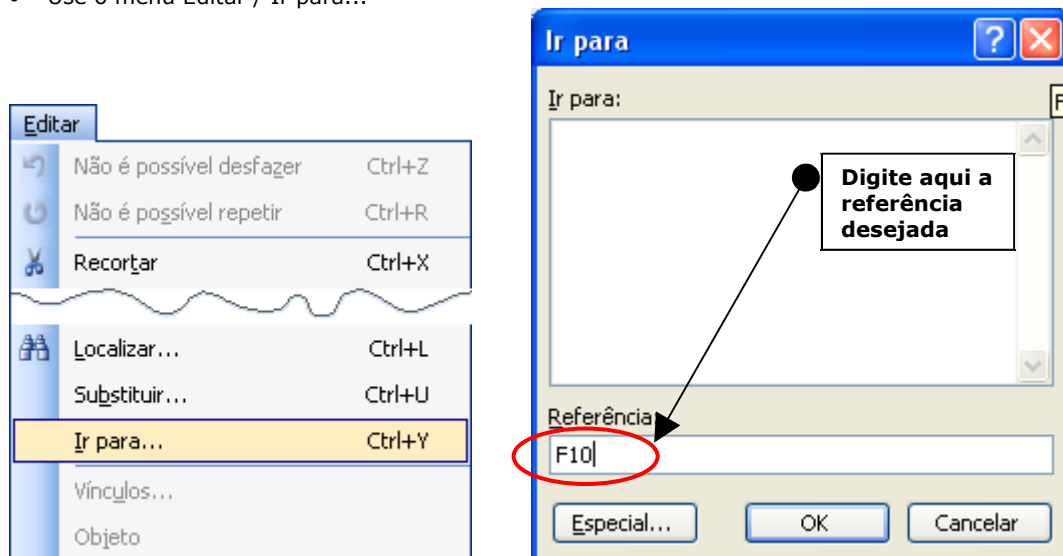 • Use o menu Editar / Ir para...
Editar
Não é possível desfazer Ctrl+Z
Não é possível repetir Ctrl+R
Recortar Ctrl+X
Localizar... Ctrl+L
Substituir... Ctrl+U
Ir para... Ctrl+Y
Vínculos...
Objeto
Ir para
Ir para:
F
Digite aqui a
referência
desejada
Referência:
F10
Especial... OK Cancelar